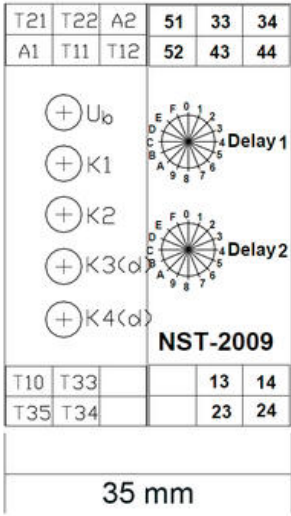 T21 T22 A2 51 33 34
A1 T11 T12 52 43 44
Ub
F 0 1 2 3 4 5 6 7 8 9 A B C D E
Delay 1
K1
K2
F 0 1 2 3 4 5 6 7 8 9 A B C D E
Delay 2
K3(d)
K4(d)
NST-2009
T10 T33 13 14
T35 T34 23 24
35 mm